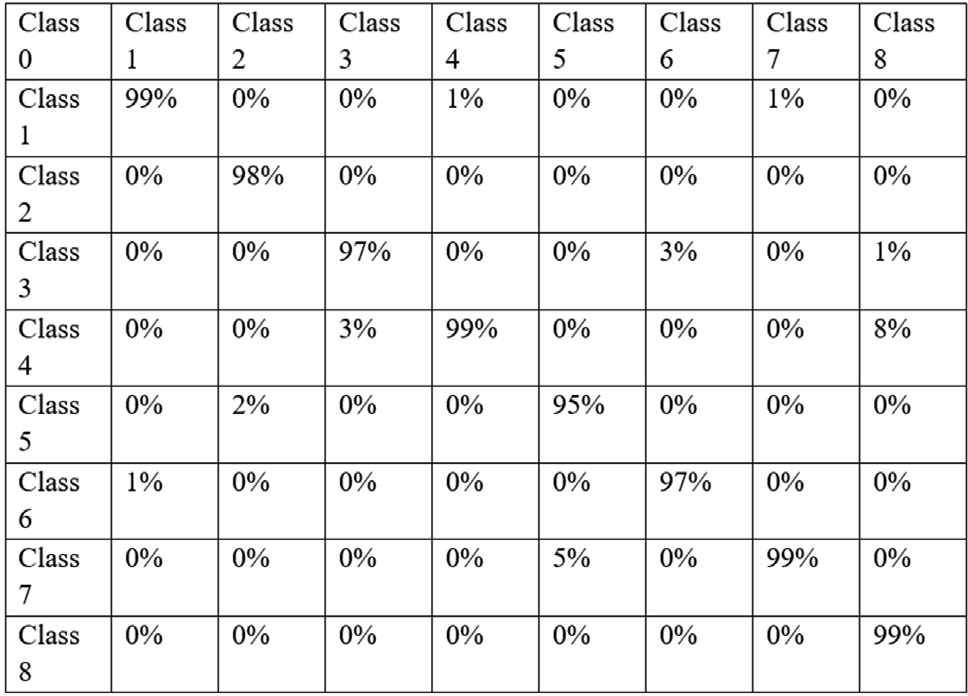 Class 0 Class 1 Class 2 Class 3 Class 4 Class 5 Class 6 Class 7 Class 8
Class 1 99% 0% 0% 1% 0% 0% 1% 0%
Class 2 0% 98% 0% 0% 0% 0% 0% 0%
Class 3 0% 0% 97% 0% 0% 3% 0% 1%
Class 4 0% 0% 3% 99% 0% 0% 0% 8%
Class 5 0% 2% 0% 0% 95% 0% 0% 0%
Class 6 1% 0% 0% 0% 0% 97% 0% 0%
Class 7 0% 0% 0% 0% 5% 0% 99% 0%
Class 8 0% 0% 0% 0% 0% 0% 0% 99%